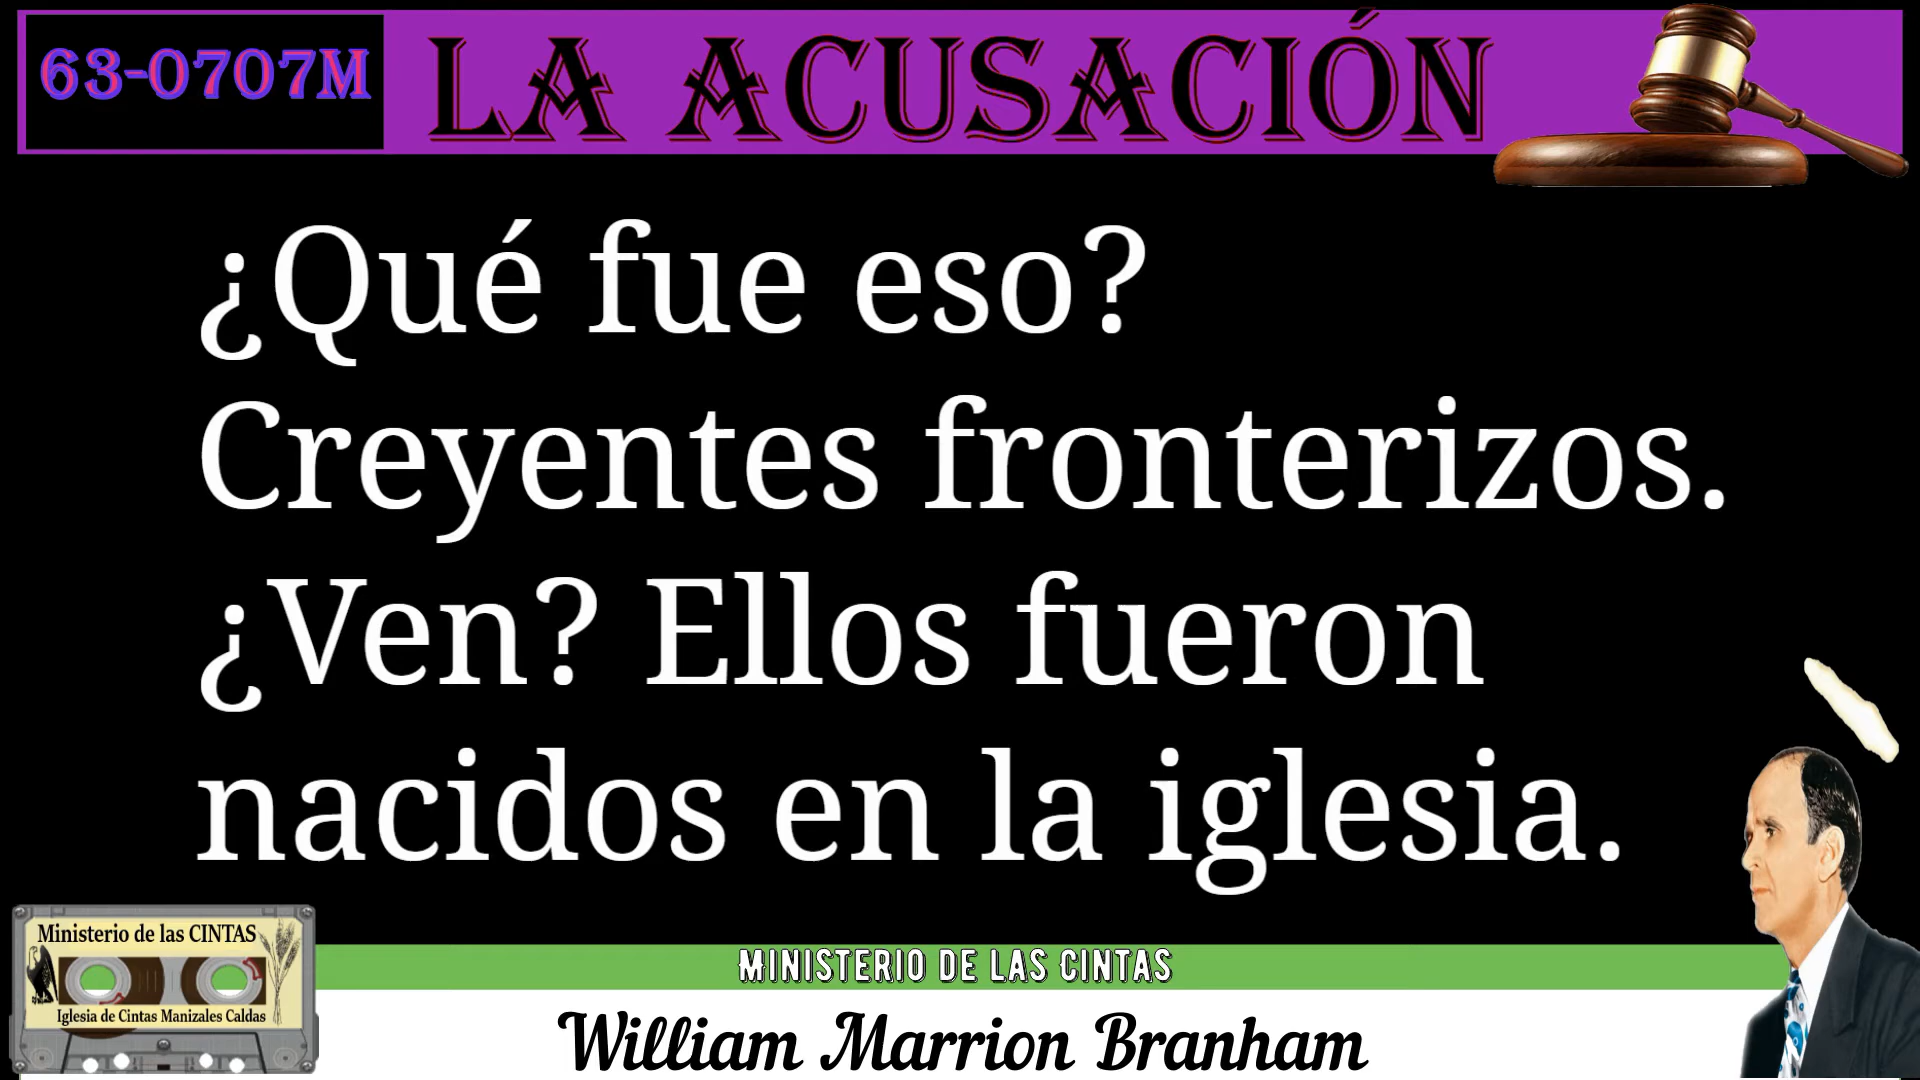 63-0707M
LA ACUSACIÓN
¿Qué fue eso?
Creyentes fronterizos.
¿Ven? Ellos fueron
nacidos en la iglesia.
Ministerio de las CINTAS
Iglesia de Cintas Manizales Caldas
MINISTERIO DE LAS CINTAS
William Marrion Branham